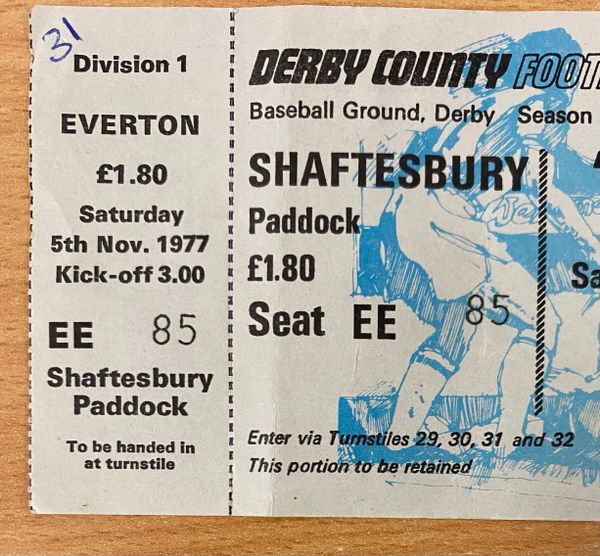 31
Division 1
EVERTON
£1.80
Saturday
5th Nov. 1977
Kick-off 3.00
EE 85
Shaftesbury
Paddock
To be handed in
at turnstile
DERBY COUNTY
Baseball Ground, Derby Season
SHAFTESBURY
Paddock
£1.80
Seat EE 85
Enter via Turnstiles 29, 30, 31 and 32
This portion to be retained